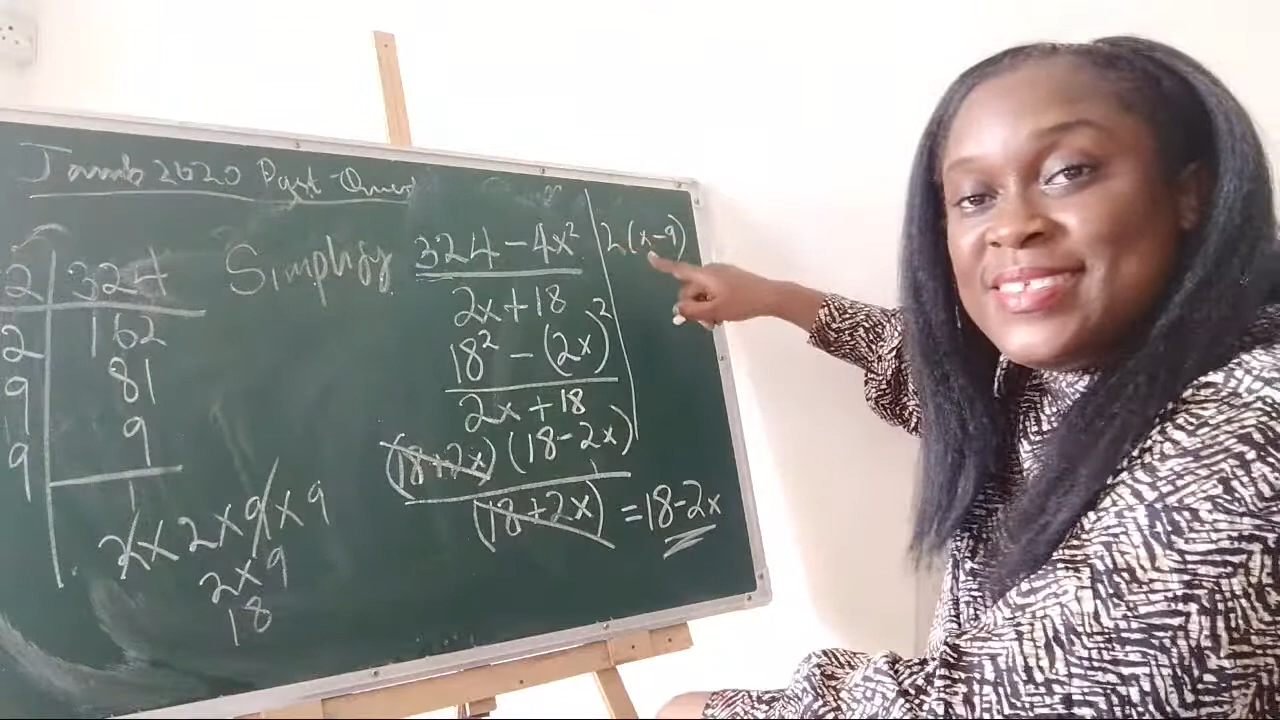 Jamb 2020 Past Quest
2 | 324
2 | 162
9 | 81
9 | 9
1
2 × 2 × 9 × 9
2 × 9
18
Simplify 324 - 4x²
2x + 18
18² - (2x)²
2x + 18
(18+2x) (18-2x)
(18+2x) = 18-2x
2(x-9)